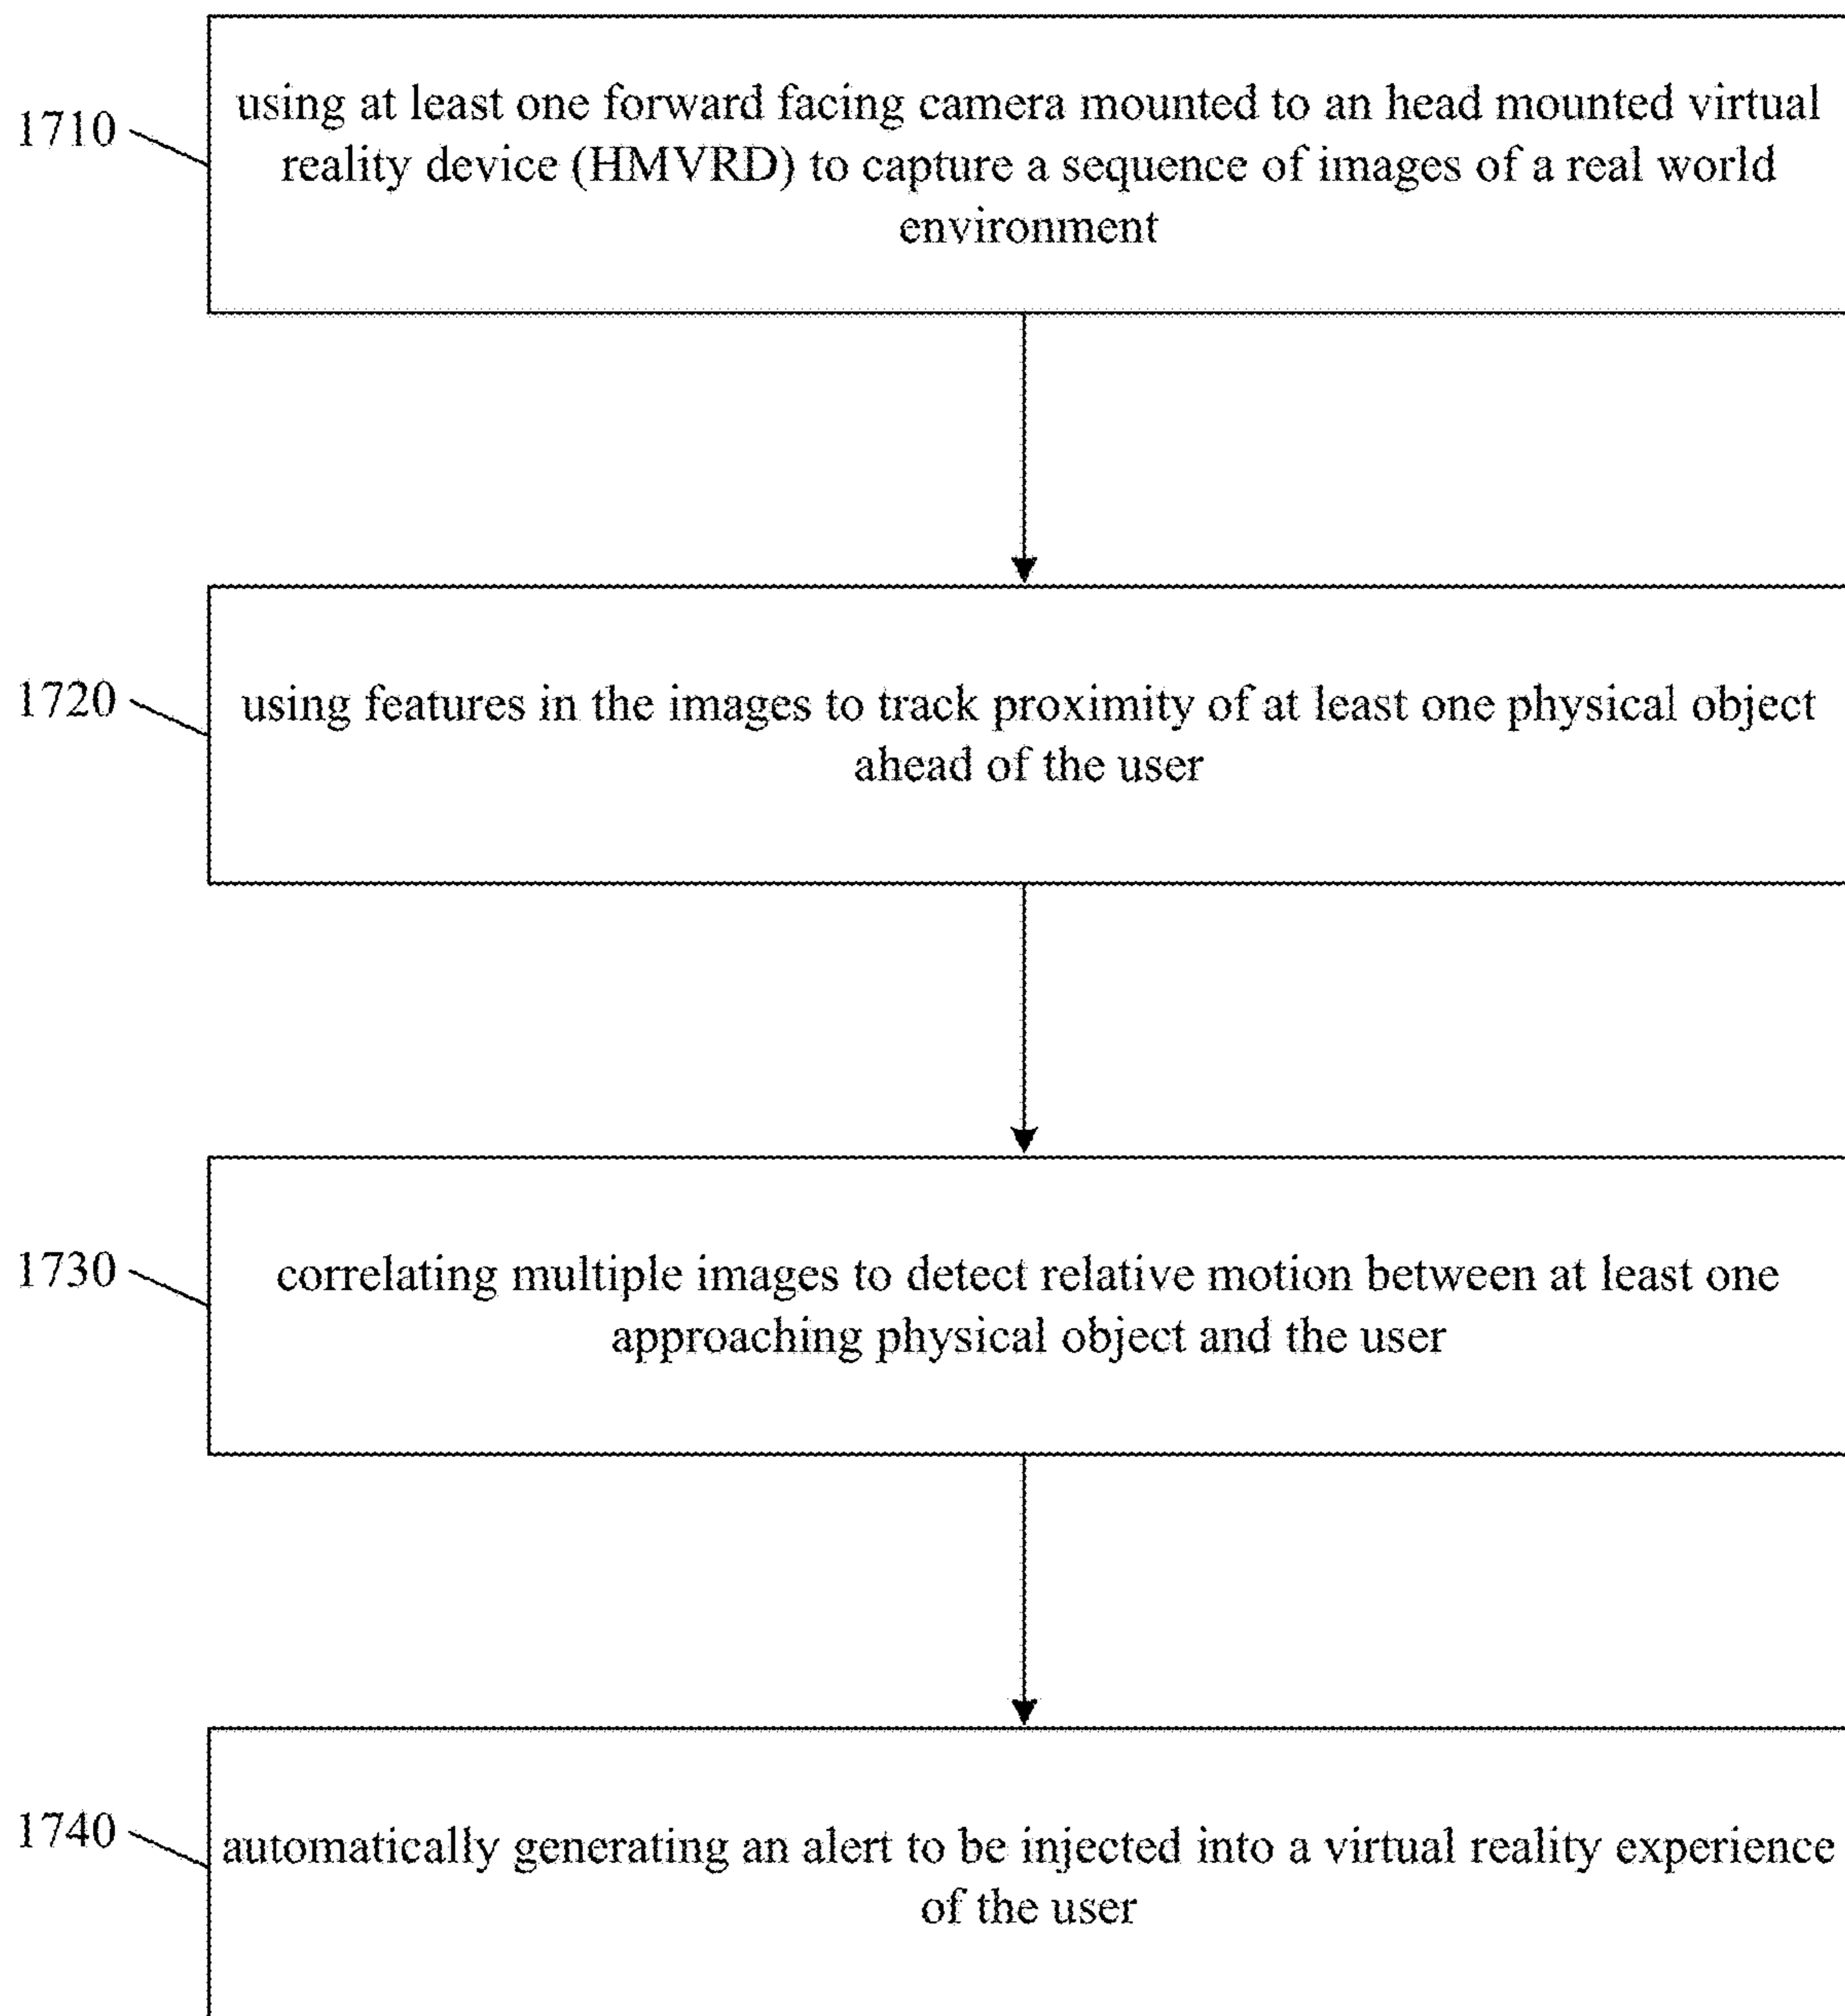 1710
using at least one forward facing camera mounted to an head mounted virtual
reality device (HMVRD) to capture a sequence of images of a real world
environment
1720
using features in the images to track proximity of at least one physical object
ahead of the user
1730
correlating multiple images to detect relative motion between at least one
approaching physical object and the user
1740
automatically generating an alert to be injected into a virtual reality experience
of the user